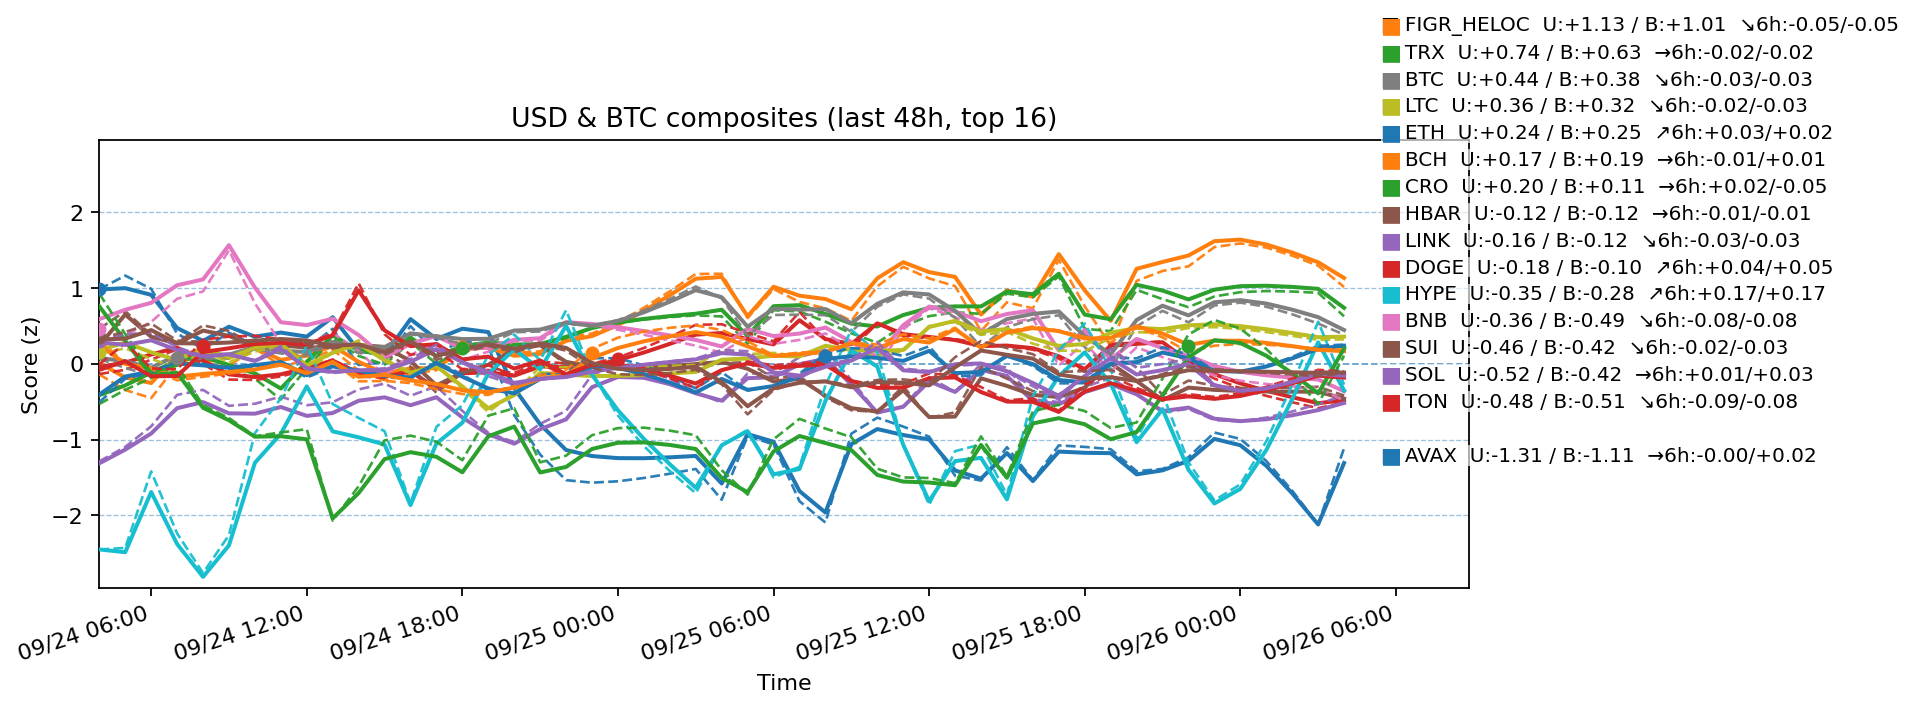 FIGR_HELOC U:+1.13 / B:+1.01 ↘6h:-0.05/-0.05
TRX U:+0.74 / B:+0.63 →6h:-0.02/-0.02
BTC U:+0.44 / B:+0.38 ↘6h:-0.03/-0.03
LTC U:+0.36 / B:+0.32 ↘6h:-0.02/-0.03
ETH U:+0.24 / B:+0.25 ↗6h:+0.03/+0.02
BCH U:+0.17 / B:+0.19 →6h:-0.01/+0.01
CRO U:+0.20 / B:+0.11 →6h:+0.02/-0.05
HBAR U:-0.12 / B:-0.12 →6h:-0.01/-0.01
LINK U:-0.16 / B:-0.12 ↘6h:-0.03/-0.03
DOGE U:-0.18 / B:-0.10 ↗6h:+0.04/+0.05
HYPE U:-0.35 / B:-0.28 ↗6h:+0.17/+0.17
BNB U:-0.36 / B:-0.49 ↘6h:-0.08/-0.08
SUI U:-0.46 / B:-0.42 ↘6h:-0.02/-0.03
SOL U:-0.52 / B:-0.42 →6h:+0.01/+0.03
TON U:-0.48 / B:-0.51 ↘6h:-0.09/-0.08
AVAX U:-1.31 / B:-1.11 →6h:-0.00/+0.02
USD & BTC composites (last 48h, top 16)
Score (z)
2
1
0
−1
−2
09/24 06:00
09/24 12:00
09/24 18:00
09/25 00:00
09/25 06:00
09/25 12:00
09/25 18:00
09/26 00:00
09/26 06:00
Time